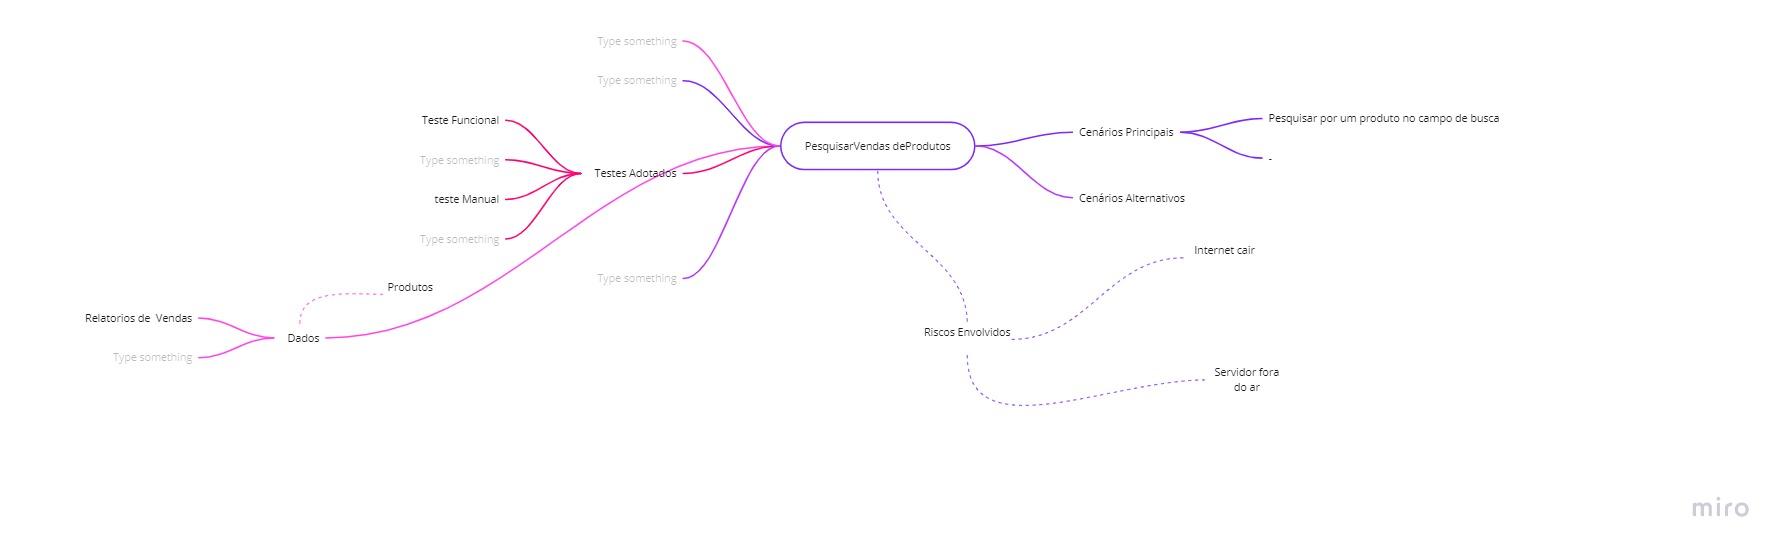 Type something
Type something
Teste Funcional
Type something
Testes Adotados
teste Manual
Type something
Type something
Produtos
Relatorios de  Vendas
Dados
Type something
PesquisarVendas deProdutos
Cenários Principais
Pesquisar por um produto no campo de busca
-
Cenários Alternativos
Internet cair
Riscos Envolvidos
Servidor fora
do ar
miro